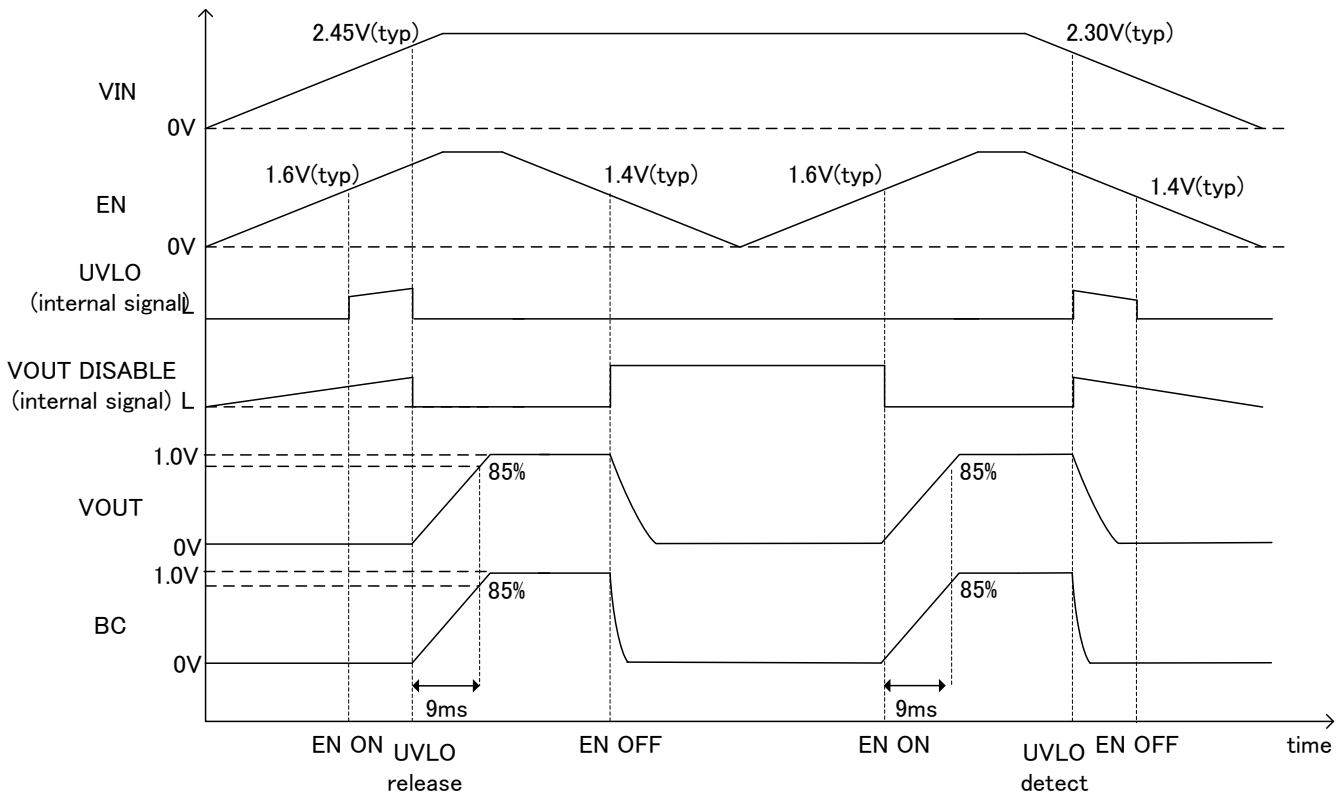 2.45V(typ)
2.30V(typ)
VIN
0V
1.6V(typ)
1.4V(typ)
1.6V(typ)
1.4V(typ)
EN
0V
UVLO
(internal signal)
L
VOUT DISABLE
(internal signal) L
1.0V
85%
85%
VOUT
0V
1.0V
85%
85%
BC
0V
9ms
9ms
EN ON
UVLO
release
EN OFF
EN ON
UVLO
detect
EN OFF
time